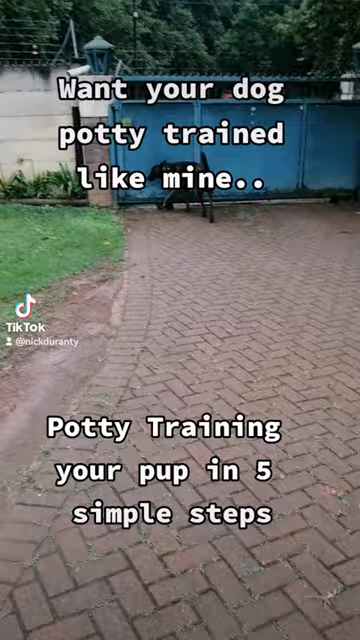 Want your dog
potty trained
like mine..
TikTok
@nickduranty
Potty Training
your pup in 5
simple steps